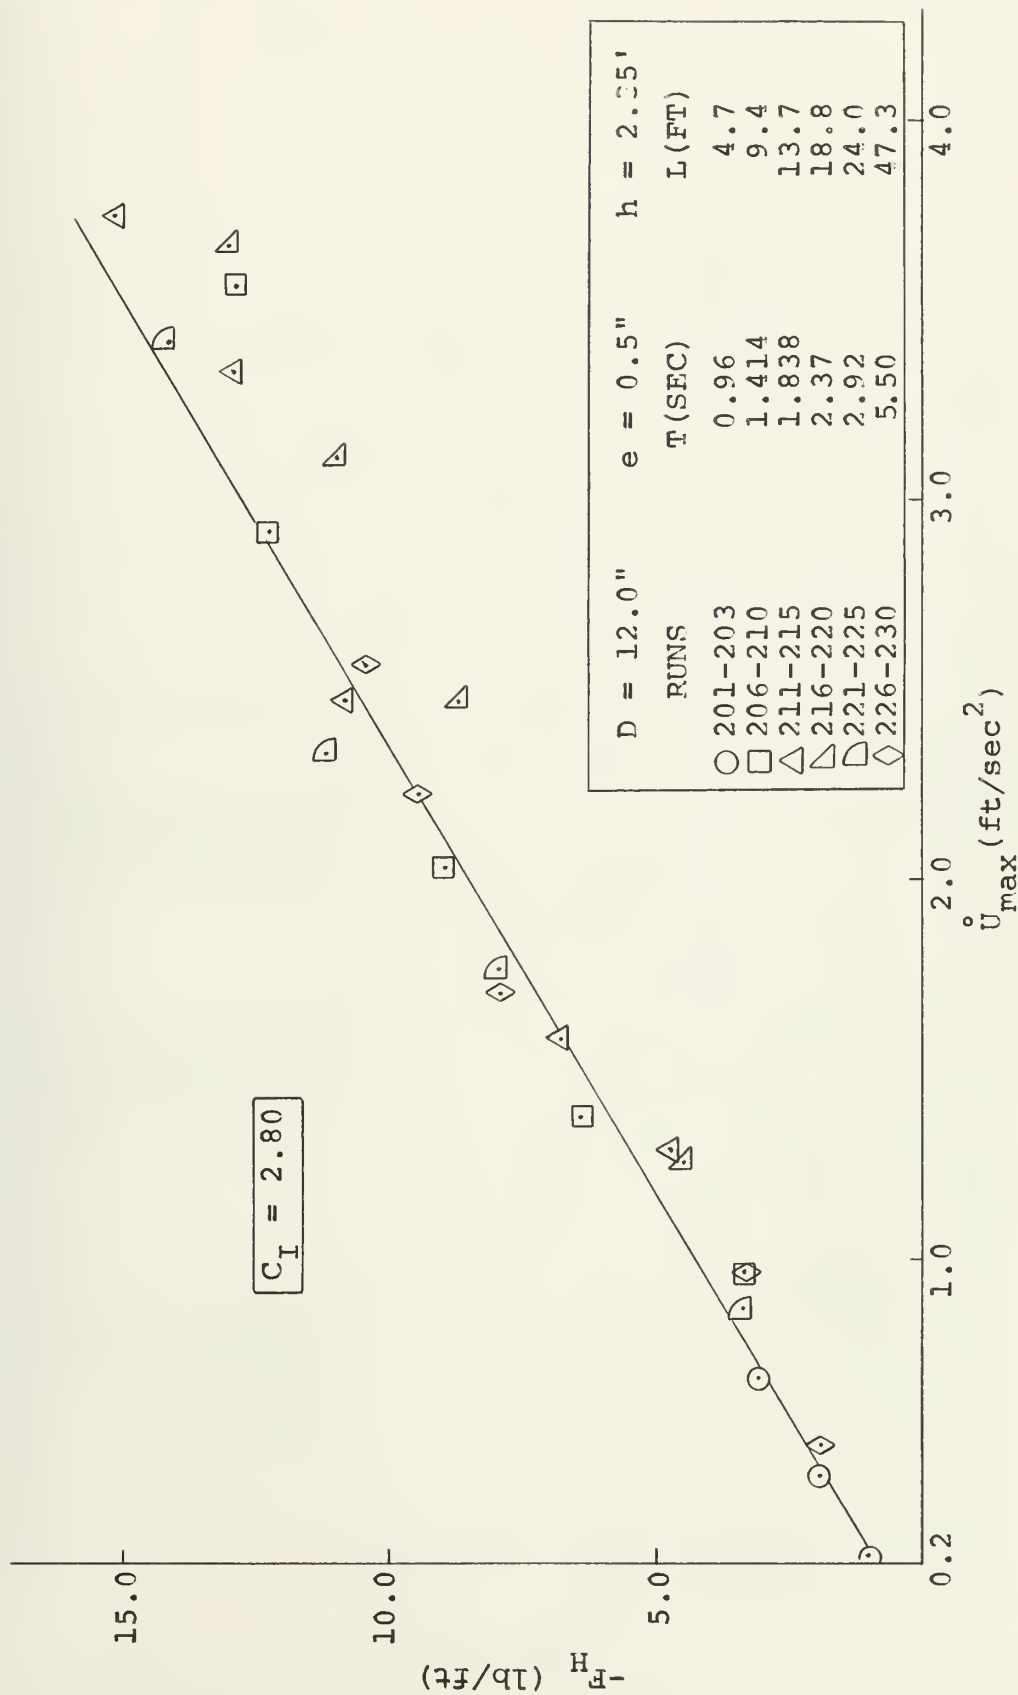 15.0
10.0
5.0
-F_H (lb/ft)
C_I = 2.80
D = 12.0" e = 0.5"
RUNS T(SEC) L(FT)
201-203 0.96 4.7
206-210 1.414 9.4
211-215 1.838 13.7
216-220 2.37 18.8
221-225 2.92 24.0
226-230 5.50 47.3
0.2 1.0 2.0 3.0 4.0
Ů_max (ft/sec²)